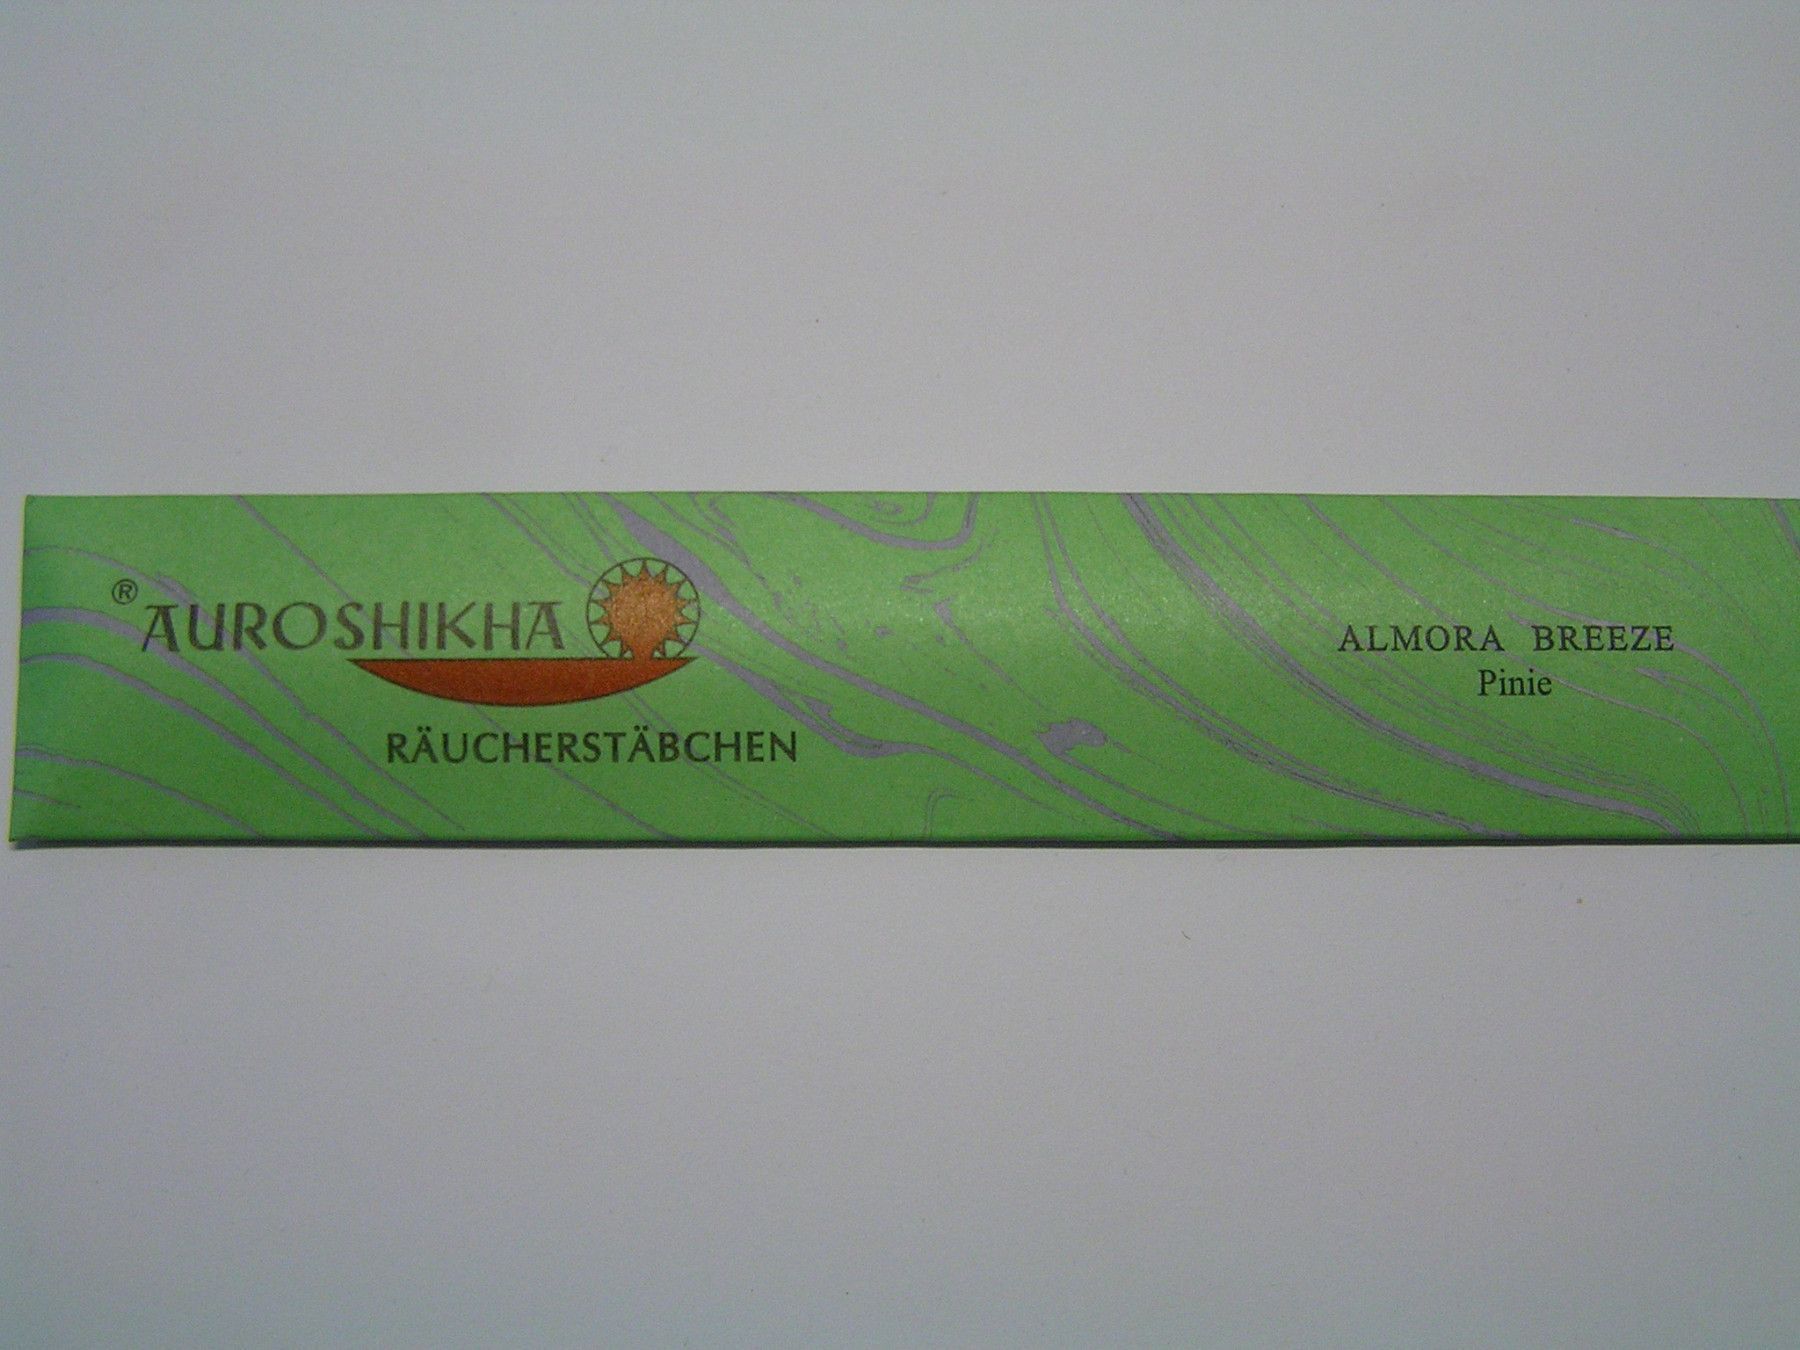 ® AUROSHIKHA
RÄUCHERSTÄBCHEN
ALMORA BREEZE
Pinie